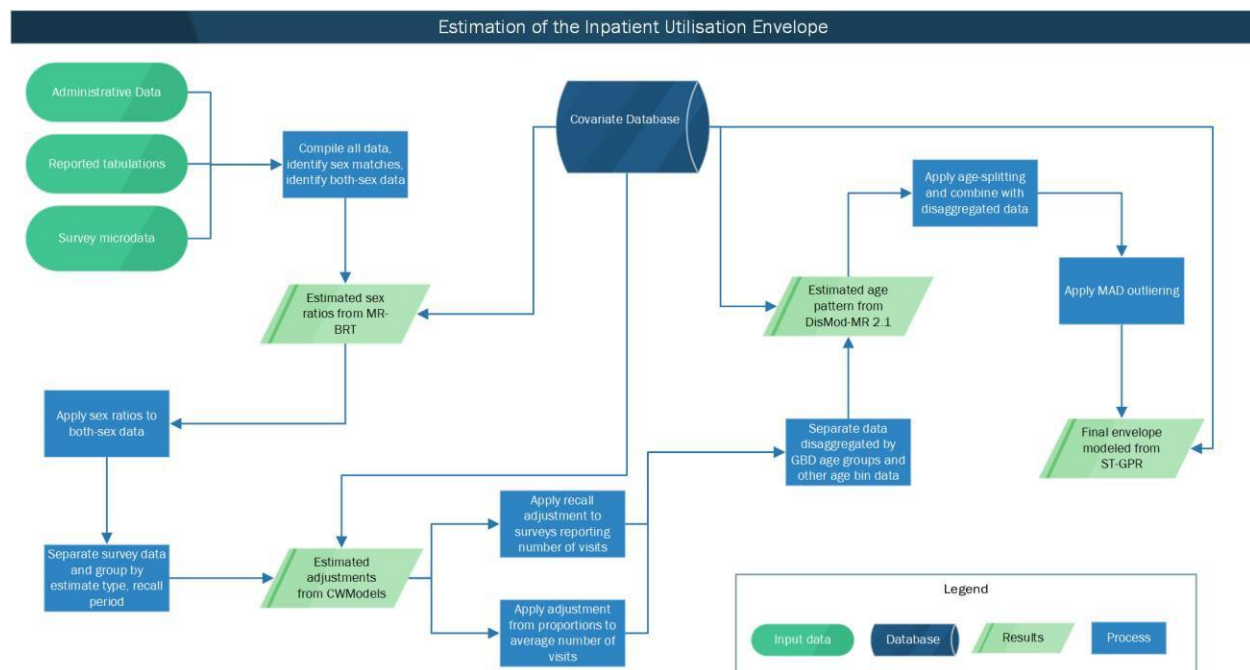 Estimation of the Inpatient Utilisation Envelope
Administrative Data
Reported tabulations
Survey microdata
Compile all data,
identify sex matches,
identify both-sex data
Covariate Database
Apply age-splitting
and combine with
disaggregated data
Estimated sex
ratios from MR-
BRT
Estimated age
pattern from
DisMod-MR 2.1
Apply MAD outliering
Apply sex ratios to
both-sex data
Separate data
disaggregated by
GBD age groups and
other age bin data
Final envelope
modeled from
ST-GPR
Separate survey data
and group by
estimate type, recall
period
Estimated
adjustments
from CWModels
Apply recall
adjustment to
surveys reporting
number of visits
Apply adjustment
from proportions to
average number of
visits
Legend
Input data
Database
Results
Process